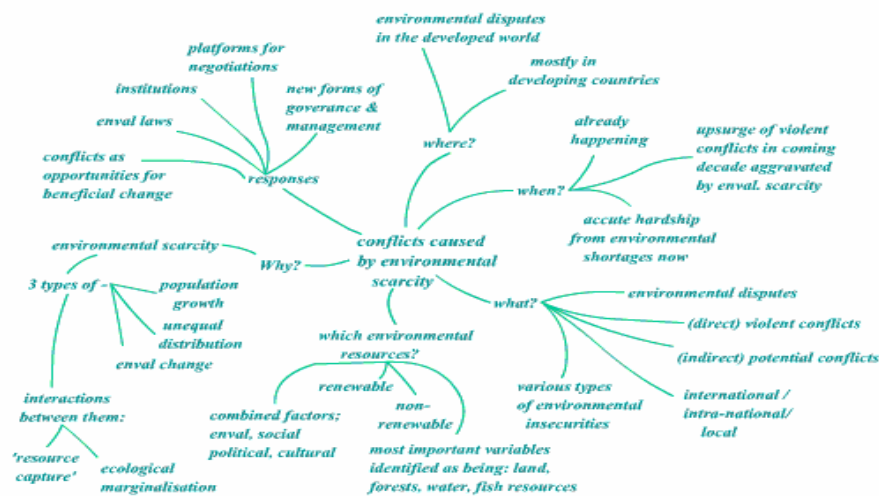 environmental disputes
in the developed world
mostly in
developing countries
where?
platforms for
negotiations
institutions
new forms of
goverance &
management
enval laws
conflicts as
opportunities for
beneficial change
responses
already
happening
upsurge of violent
conflicts in coming
decade aggravated
by enval. scarcity
when?
accute hardship
from environmental
shortages now
conflicts caused
by environmental
scarcity
environmental scarcity
Why?
3 types of -
population
growth
unequal
distribution
enval change
interactions
between them:
'resource
capture'
ecological
marginalisation
which environmental
resources?
renewable
non-
renewable
combined factors;
enval, social
political, cultural
most important variables
identified as being: land,
forests, water, fish resources
what?
environmental disputes
(direct) violent conflicts
(indirect) potential conflicts
international /
intra-national/
local
various types
of environmental
insecurities